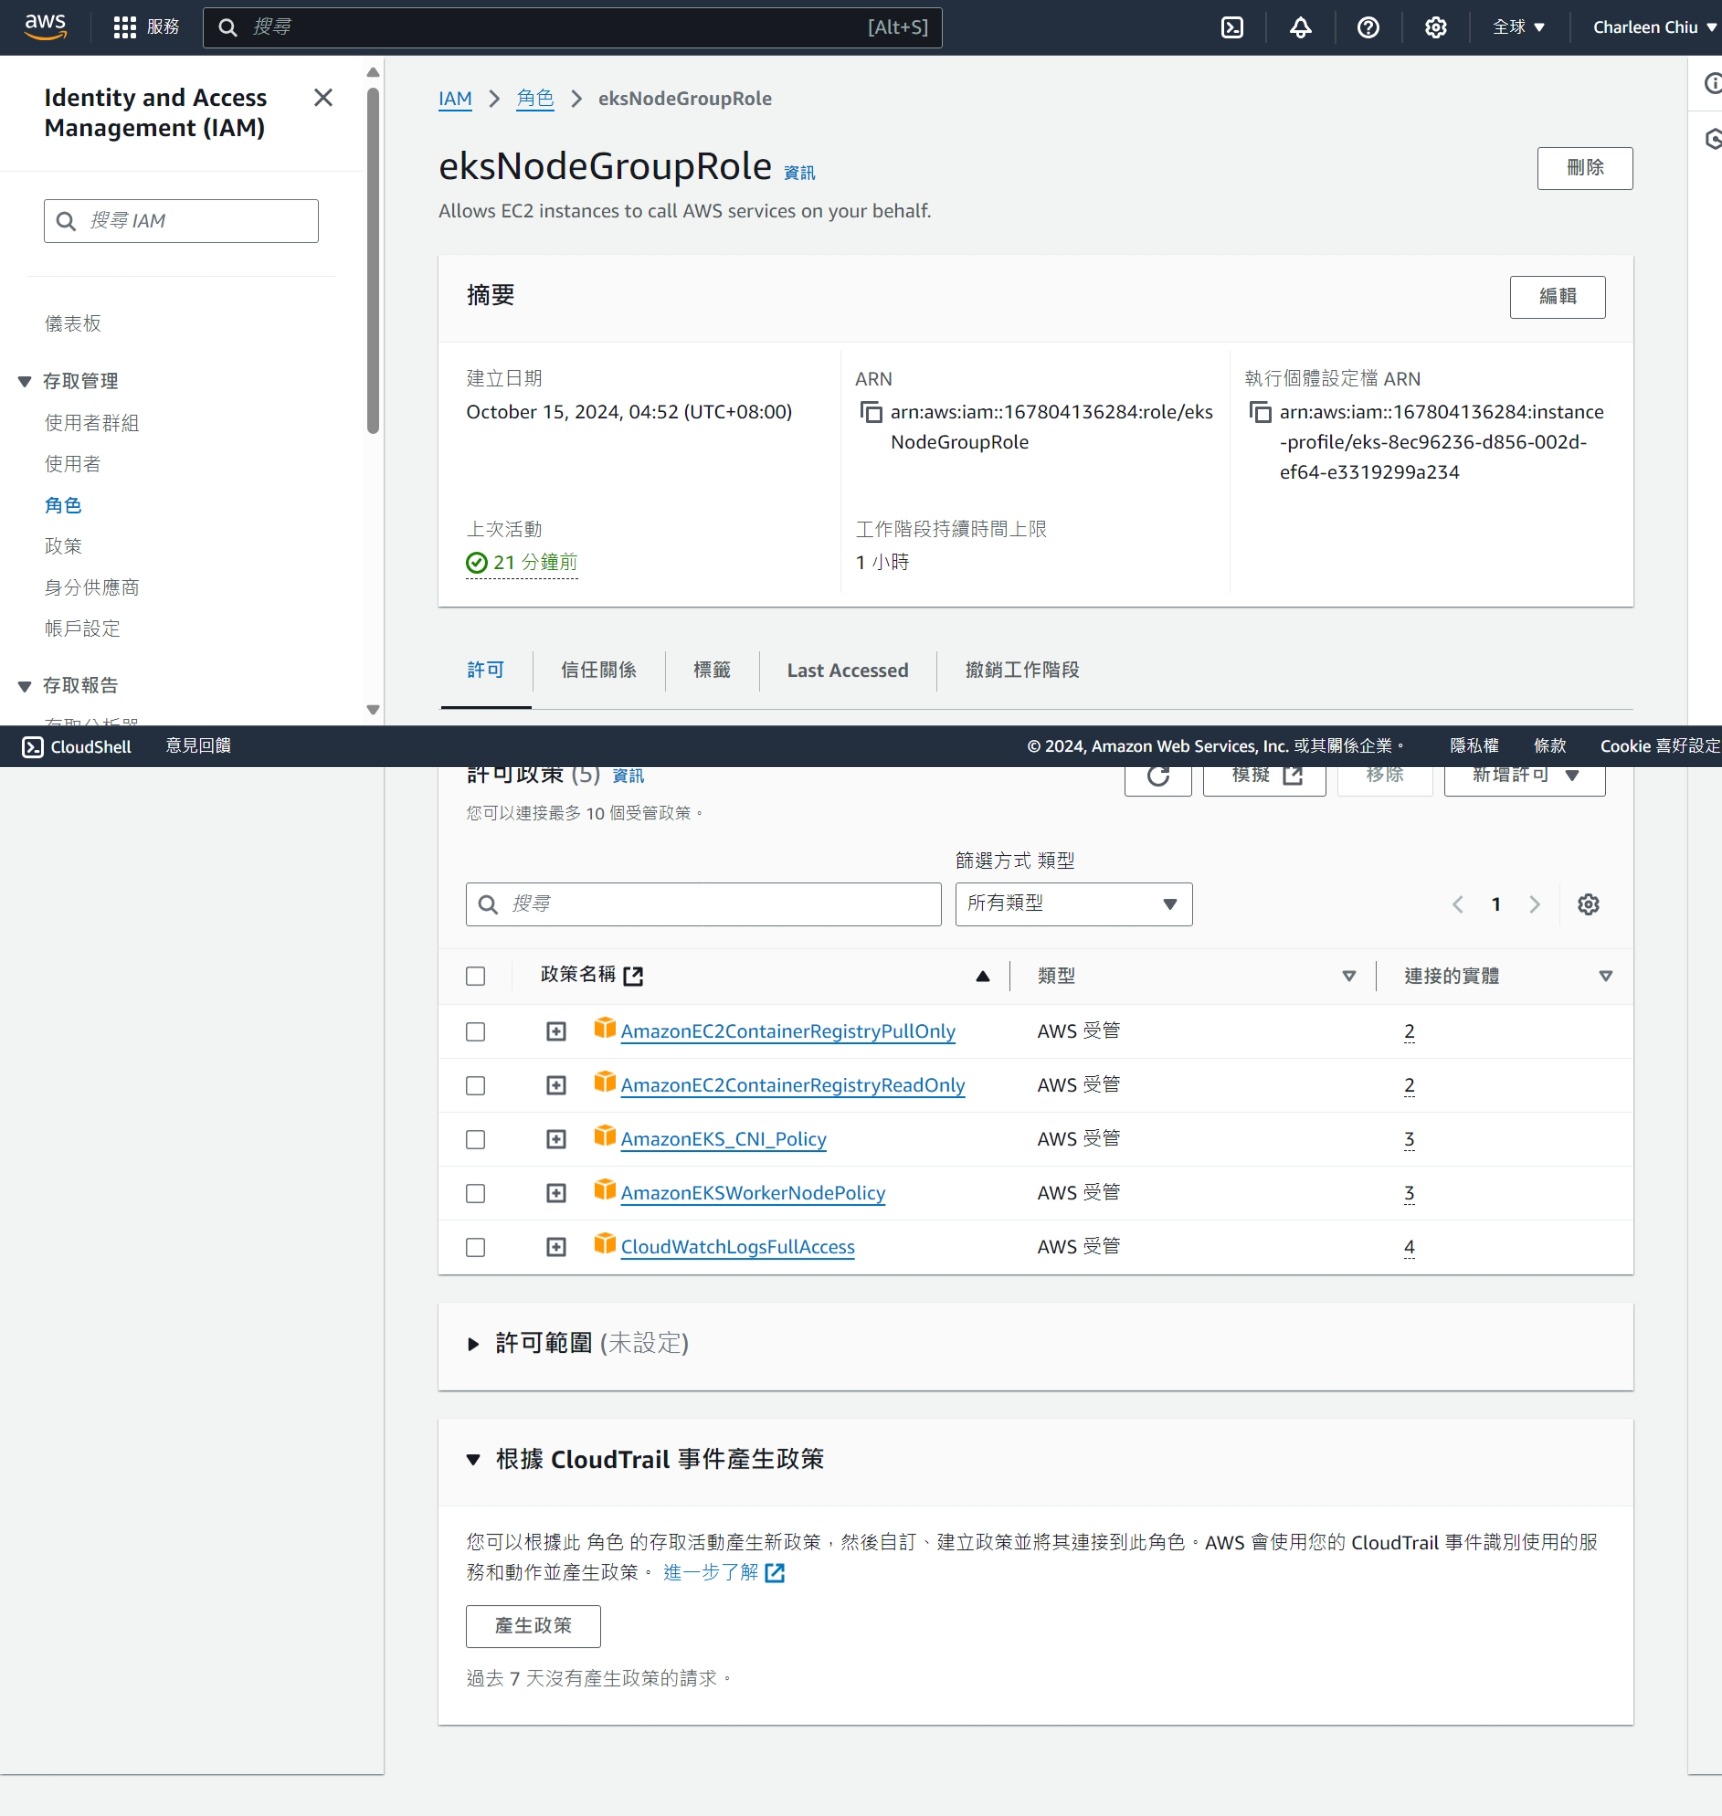 aws
服務
搜尋
[Alt+S]
全球
Charleen Chiu
Identity and Access
Management (IAM)
搜尋 IAM
儀表板
存取管理
使用者群組
使用者
角色
政策
身分供應商
帳戶設定
存取報告
存取分析器
IAM
角色
eksNodeGroupRole
eksNodeGroupRole 資訊
刪除
Allows EC2 instances to call AWS services on your behalf.
摘要
編輯
建立日期
October 15, 2024, 04:52 (UTC+08:00)
ARN
arn:aws:iam::167804136284:role/eks
NodeGroupRole
執行個體設定檔 ARN
arn:aws:iam::167804136284:instance
-profile/eks-8ec96236-d856-002d-
ef64-e3319299a234
上次活動
21 分鐘前
工作階段持續時間上限
1 小時
許可
信任關係
標籤
Last Accessed
撤銷工作階段
CloudShell
意見回饋
© 2024, Amazon Web Services, Inc. 或其關係企業。
隱私權
條款
Cookie 喜好設定
許可政策 (5) 資訊
模擬
移除
新增許可
您可以連接最多 10 個受管政策。
篩選方式 類型
搜尋
所有類型
1
政策名稱
類型
連接的實體
AmazonEC2ContainerRegistryPullOnly
AWS 受管
2
AmazonEC2ContainerRegistryReadOnly
AWS 受管
2
AmazonEKS_CNI_Policy
AWS 受管
3
AmazonEKSWorkerNodePolicy
AWS 受管
3
CloudWatchLogsFullAccess
AWS 受管
4
許可範圍 (未設定)
根據 CloudTrail 事件產生政策
您可以根據此 角色 的存取活動產生新政策，然後自訂、建立政策並將其連接到此角色。AWS 會使用您的 CloudTrail 事件識別使用的服
務和動作並產生政策。 進一步了解
產生政策
過去 7 天沒有產生政策的請求。